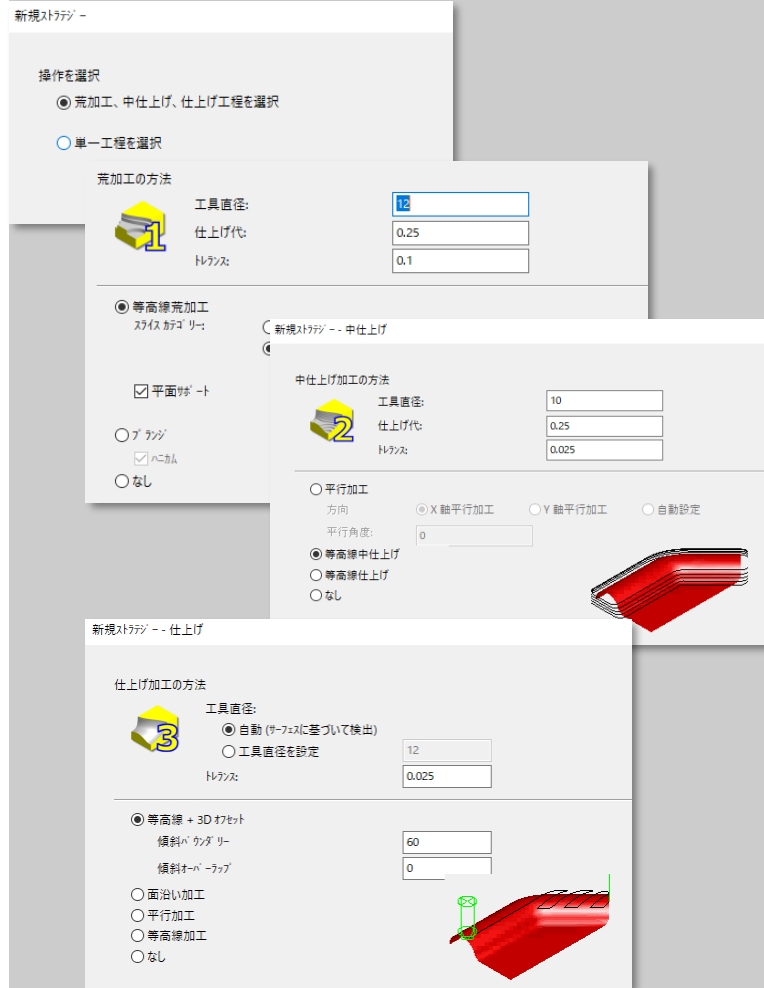 新規ｽﾄﾗﾃｼﾞｰ
操作を選択
荒加工、中仕上げ、仕上げ工程を選択
単一工程を選択
荒加工の方法
1
工具直径:
12
仕上げ代:
0.25
ﾄﾚﾗﾝｽ:
0.1
等高線荒加工
ｽﾗｲｽ ｶﾃｺﾞﾘｰ:
平面ｻﾎﾟｰﾄ
ﾌﾟﾗﾝｼﾞ
ﾊﾆｶﾑ
なし
新規ｽﾄﾗﾃｼﾞｰ - 中仕上げ
中仕上げ加工の方法
2
工具直径:
10
仕上げ代:
0.25
ﾄﾚﾗﾝｽ:
0.025
平行加工
方向
X 軸平行加工
Y 軸平行加工
自動設定
平行角度:
0
等高線中仕上げ
等高線仕上げ
なし
新規ｽﾄﾗﾃｼﾞｰ - 仕上げ
仕上げ加工の方法
3
工具直径:
自動 (ｻｰﾌｪｽに基づいて検出)
工具直径を設定
12
ﾄﾚﾗﾝｽ:
0.025
等高線 + 3D ｵﾌｾｯﾄ
傾斜ﾊﾞｳﾝﾀﾞﾘｰ
60
傾斜ｵｰﾊﾞｰﾗｯﾌﾟ
0
面沿い加工
平行加工
等高線加工
なし